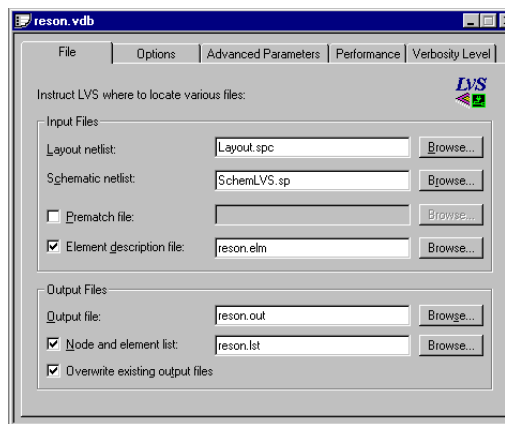 reson.vdb
File Options Advanced Parameters Performance Verbosity Level
LVS
Instruct LVS where to locate various files:
Input Files
Layout netlist: Layout.spc Browse...
Schematic netlist: SchemLVS.sp Browse...
Prematch file: Browse...
Element description file: reson.elm Browse...
Output Files
Output file: reson.out Browse...
Node and element list: reson.lst Browse...
Overwrite existing output files